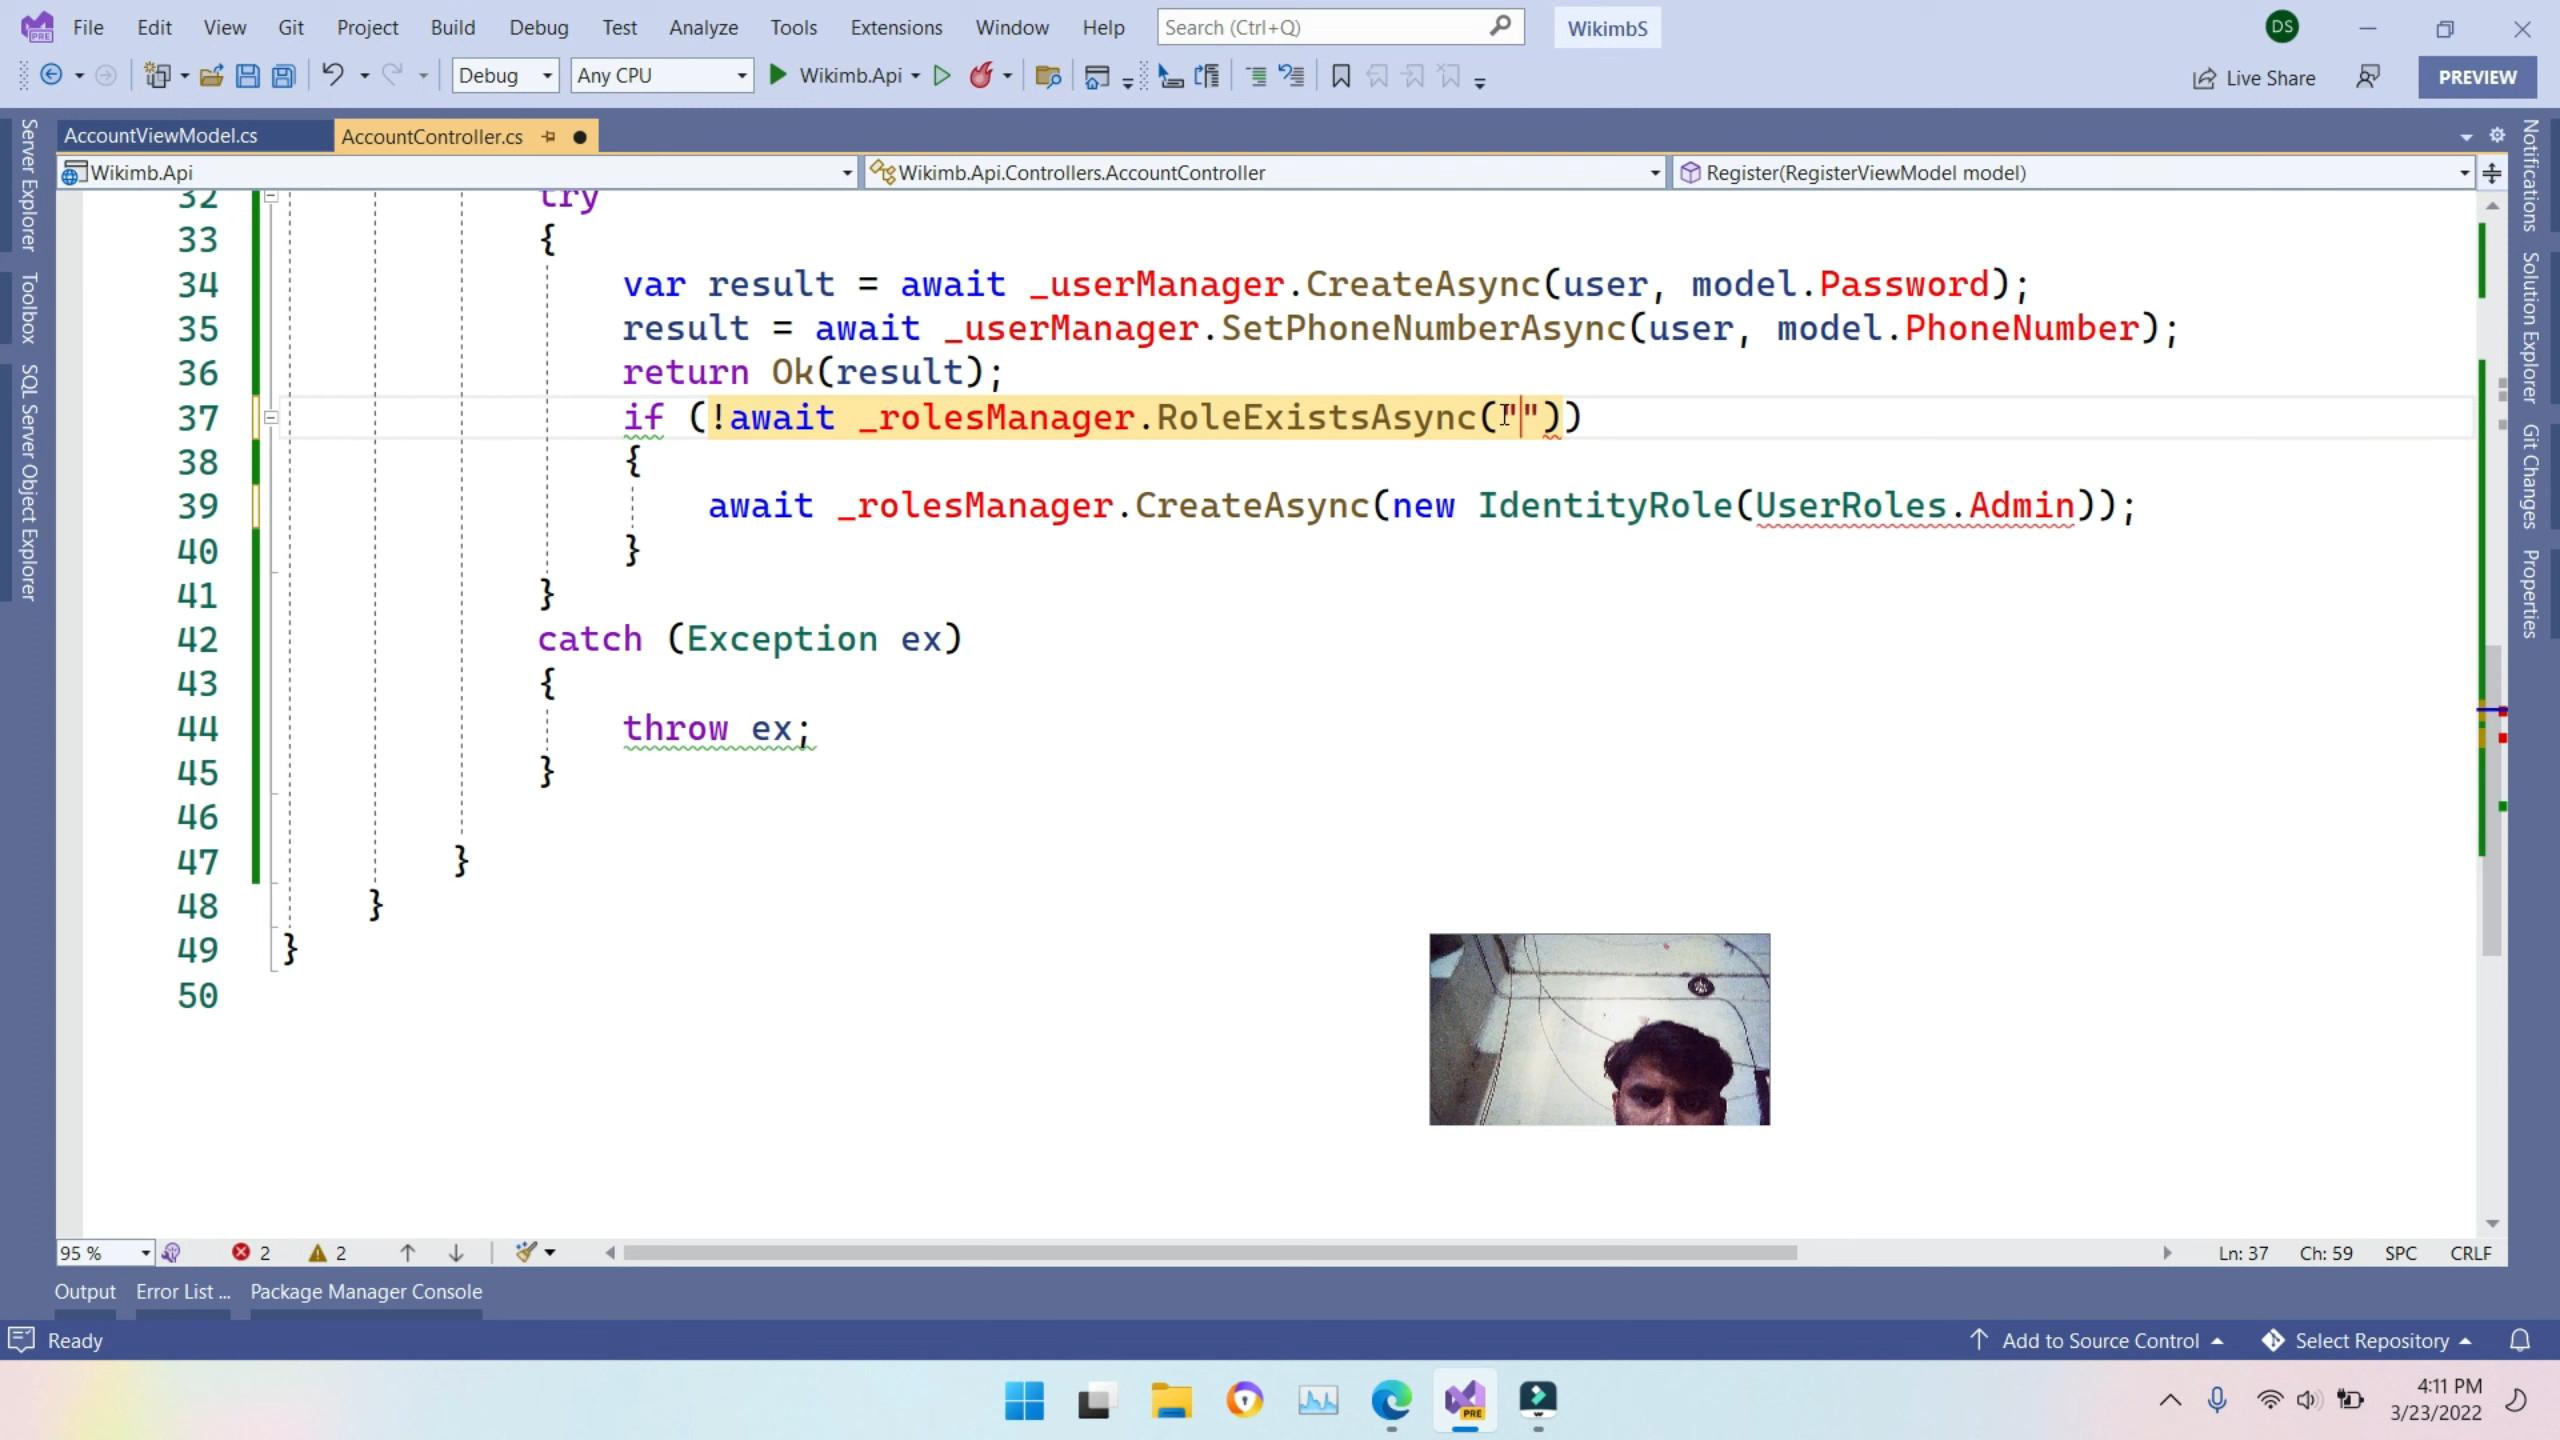 File Edit View Git Project Build Debug Test Analyze Tools Extensions Window Help Search (Ctrl+Q) WikimbS DS
Debug Any CPU Wikimb.Api Live Share PREVIEW
AccountViewModel.cs AccountController.cs
Wikimb.Api Wikimb.Api.Controllers.AccountController Register(RegisterViewModel model)
32 try
33 {
34 var result = await _userManager.CreateAsync(user, model.Password);
35 result = await _userManager.SetPhoneNumberAsync(user, model.PhoneNumber);
36 return Ok(result);
37 if (!await _rolesManager.RoleExistsAsync(""))
38 {
39 await _rolesManager.CreateAsync(new IdentityRole(UserRoles.Admin));
40 }
41 }
42 catch (Exception ex)
43 {
44 throw ex;
45 }
46
47 }
48 }
49 }
50
Server Explorer
Toolbox
SQL Server Object Explorer
Notifications
Solution Explorer
Git Changes
Properties
95 % 2 2 Ln: 37 Ch: 59 SPC CRLF
Output Error List ... Package Manager Console
Ready Add to Source Control Select Repository
PRE
4:11 PM
3/23/2022